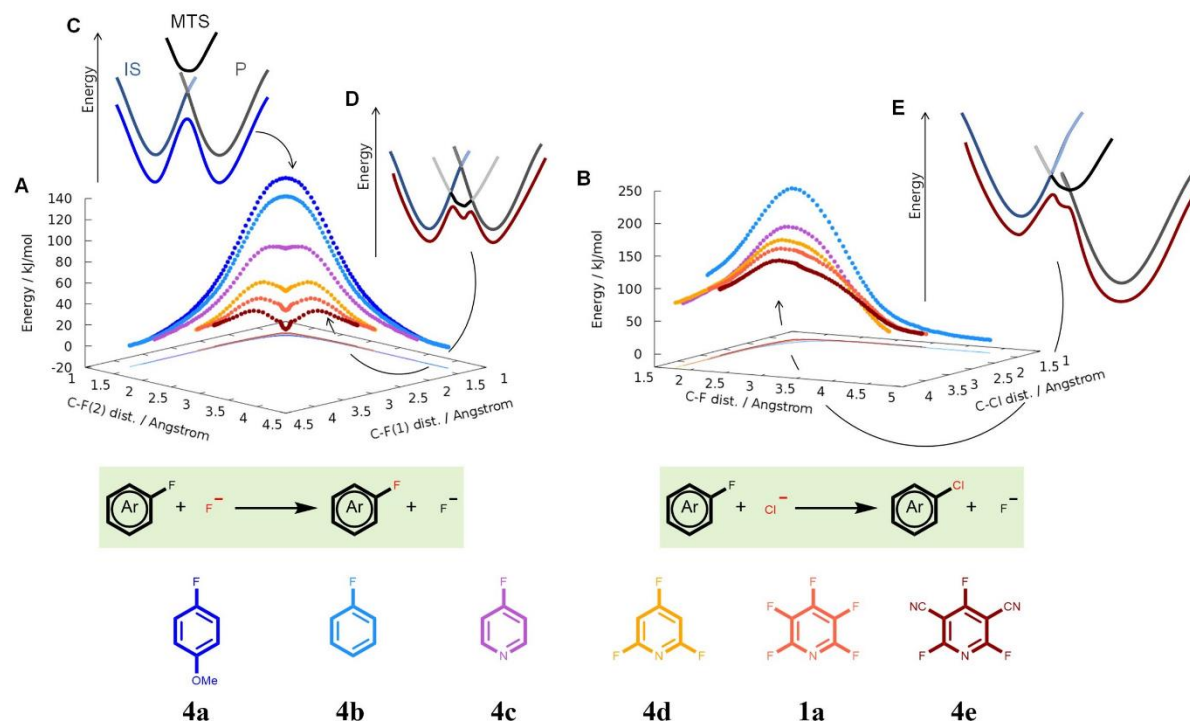 C
MTS
IS
P
Energy
D
Energy
E
Energy
A
140
120
100
80
60
40
20
0
-20
Energy / kJ/mol
1
1.5
2
2.5
3
3.5
4
4.5
C-F(2) dist. / Angstrom
4.5
4
3.5
3
2.5
2
1.5
1
C-F(1) dist. / Angstrom
B
250
200
150
100
50
0
Energy / kJ/mol
1.5
2
2.5
3
3.5
4
4.5
5
C-F dist. / Angstrom
4
3.5
3
2.5
2
1.5
1
C-Cl dist. / Angstrom
Ar F + F− Ar F + F−
Ar F + Cl− Ar Cl + F−
F
OMe
F
F
N
F
F N F
F
F F
F N F
F
NC CN
F N F
4a 4b 4c 4d 1a 4e